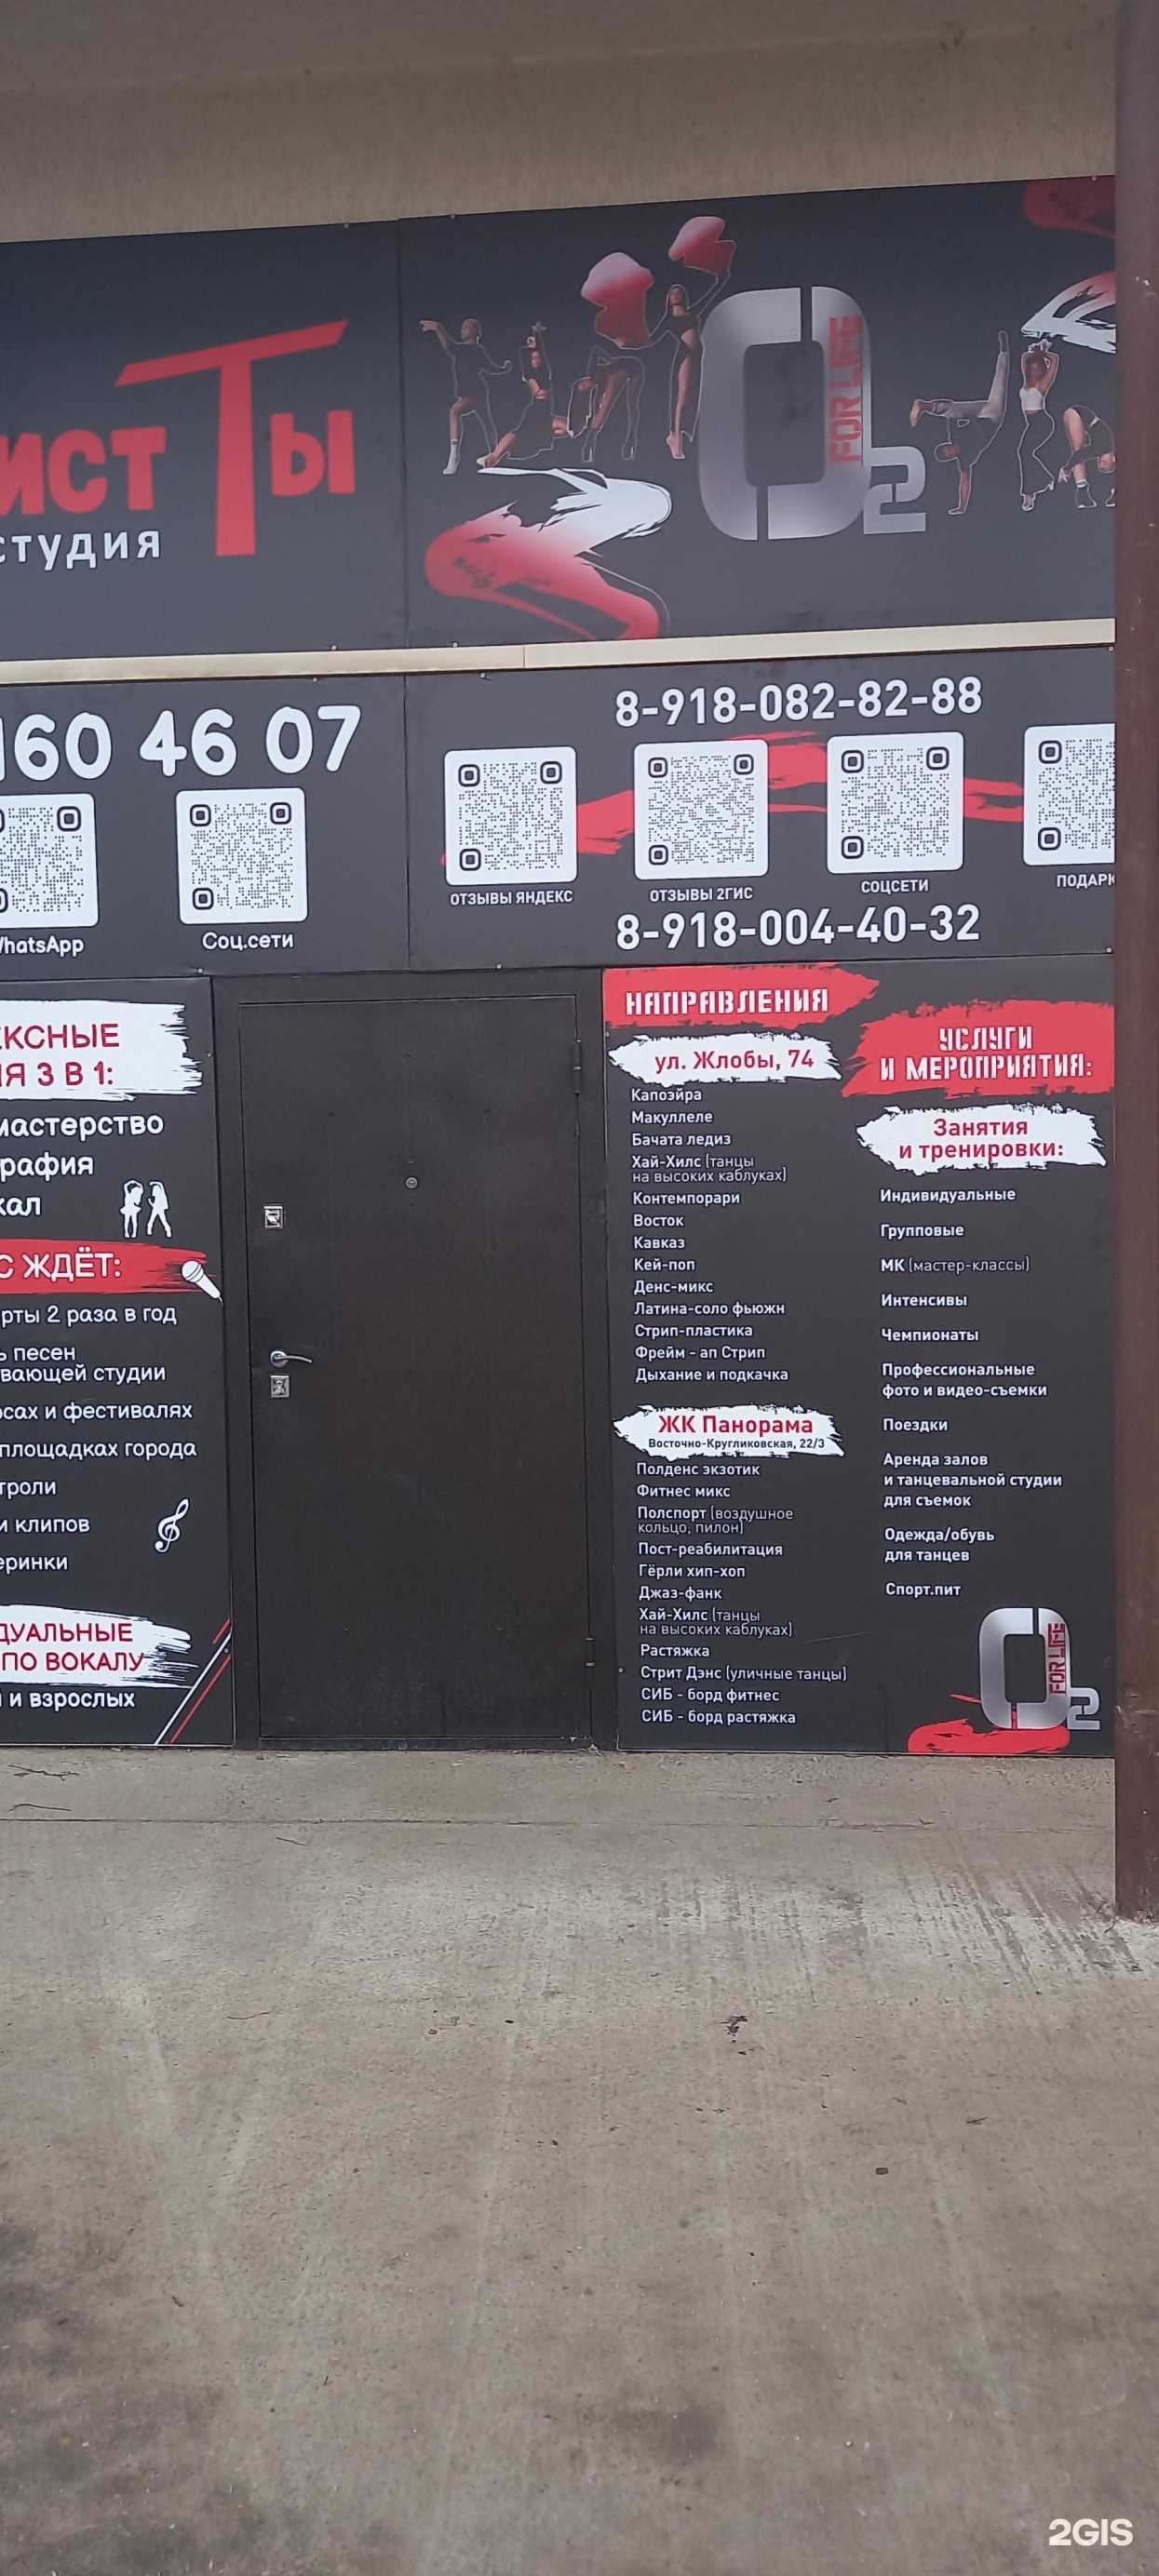 ист Ты
студия
O2
FOR LIFE
160 46 07
WhatsApp
Соц.сети
8-918-082-82-88
ОТЗЫВЫ ЯНДЕКС
ОТЗЫВЫ 2ГИС
СОЦСЕТИ
ПОДАРК
8-918-004-40-32
ЕКСНЫЕ
ИЯ 3 В 1:
мастерство
рафия
кал
С ЖДЁТ:
рты 2 раза в год
ь песен
вающей студии
рсах и фестивалях
площадках города
троли
и клипов
еринки
ДУАЛЬНЫЕ
ПО ВОКАЛУ
й и взрослых
НАПРАВЛЕНИЯ
ул. Жлобы, 74
Капоэйра
Макуллеле
Бачата ледиз
Хай-Хилс (танцы
на высоких каблуках)
Контемпорари
Восток
Кавказ
Кей-поп
Денс-микс
Латина-соло фьюжн
Стрип-пластика
Фрейм - ап Стрип
Дыхание и подкачка
ЖК Панорама
Восточно-Кругликовская, 22/3
Полденс экзотик
Фитнес микс
Полспорт (воздушное
кольцо, пилон)
Пост-реабилитация
Гёрли хип-хоп
Джаз-фанк
Хай-Хилс (танцы
на высоких каблуках)
Растяжка
Стрит Дэнс (уличные танцы)
СИБ - борд фитнес
СИБ - борд растяжка
УСЛУГИ
И МЕРОПРИЯТИЯ:
Занятия
и тренировки:
Индивидуальные
Групповые
МК (мастер-классы)
Интенсивы
Чемпионаты
Профессиональные
фото и видео-съемки
Поездки
Аренда залов
и танцевальной студии
для съемок
Одежда/обувь
для танцев
Спорт.пит
O2
FOR LIFE
2GIS